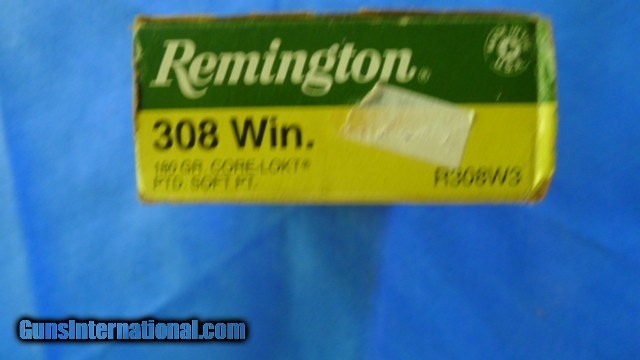 Remington®
308 Win.
180 GR. CORE-LOKT®
PTD. SOFT PT.
R308W3
GunsInternational.com